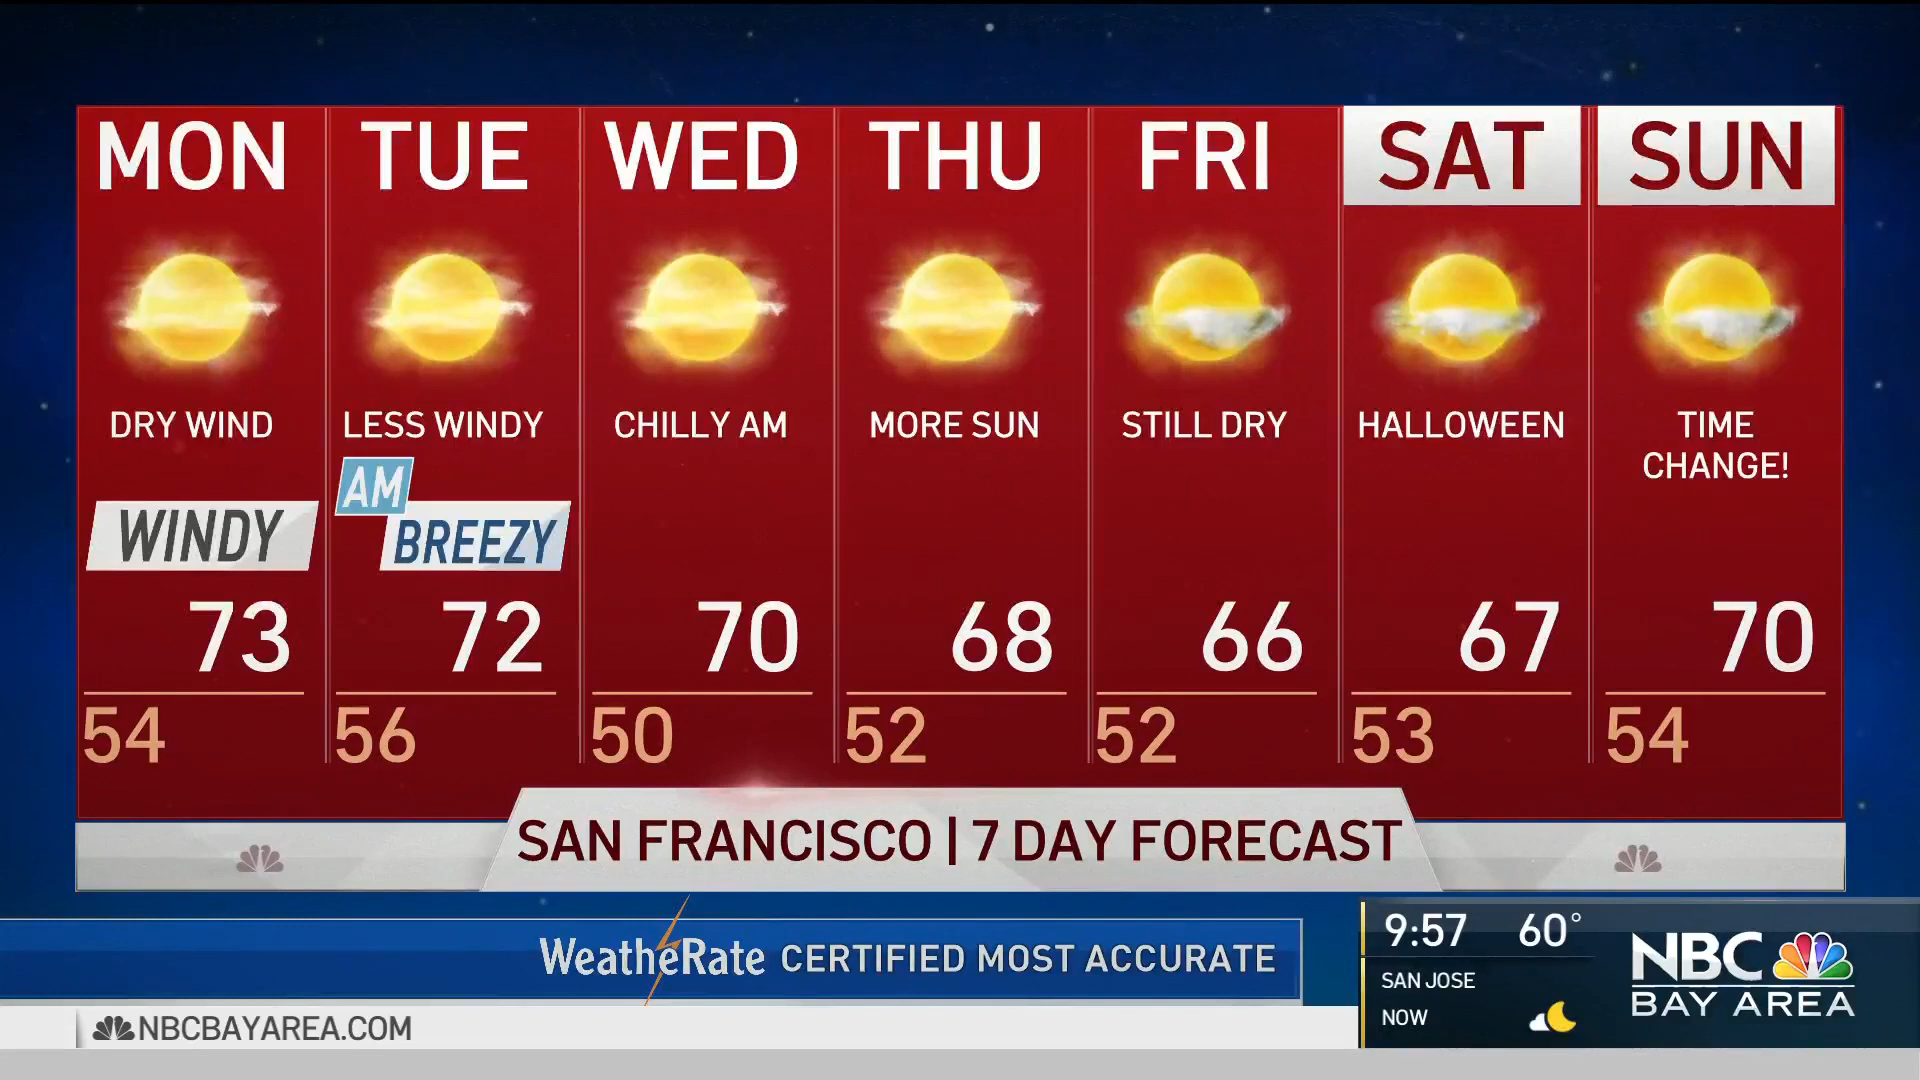 MON TUE WED THU FRI SAT SUN
DRY WIND LESS WINDY CHILLY AM MORE SUN STILL DRY HALLOWEEN TIME
CHANGE!
AM
WINDY BREEZY
73 72 70 68 66 67 70
54 56 50 52 52 53 54
SAN FRANCISCO | 7 DAY FORECAST
WeatheRate CERTIFIED MOST ACCURATE
NBCBAYAREA.COM
9:57 60°
SAN JOSE
NOW
NBC
BAY AREA